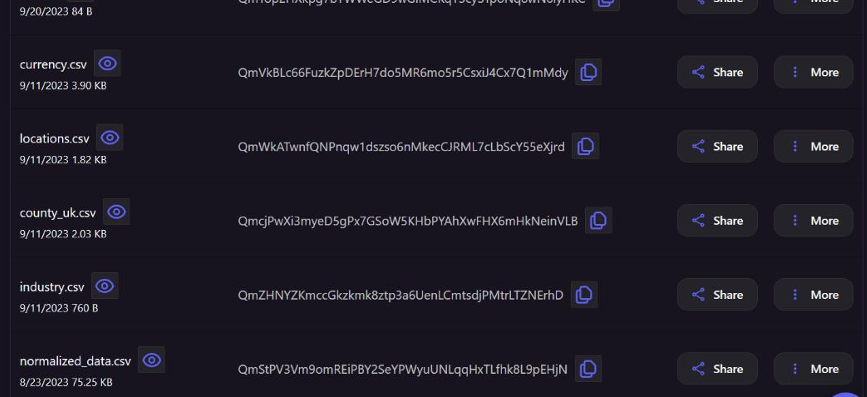 9/20/2023 84 B
Share More
currency.csv
9/11/2023 3.90 KB
QmVkBLc66FuzkZpDErH7do5MR6mo5r5CsxiJ4Cx7Q1mMdy
Share More
locations.csv
9/11/2023 1.82 KB
QmWkATwnfQNPnqw1dszso6nMkecCJRML7cLbScY55eXjrd
Share More
county_uk.csv
9/11/2023 2.03 KB
QmcjPwXi3myeD5gPx7GSoW5KHbPYAhXwFHX6mHkNeinVLB
Share More
industry.csv
9/11/2023 760 B
QmZHNYZKmccGkzkmk8ztp3a6UenLCmtsdjPMtrLTZNErhD
Share More
normalized_data.csv
8/23/2023 75.25 KB
QmStPV3Vm9omREiPBY2SeYPWyuUNLqqHxTLfhk8L9pEHjN
Share More